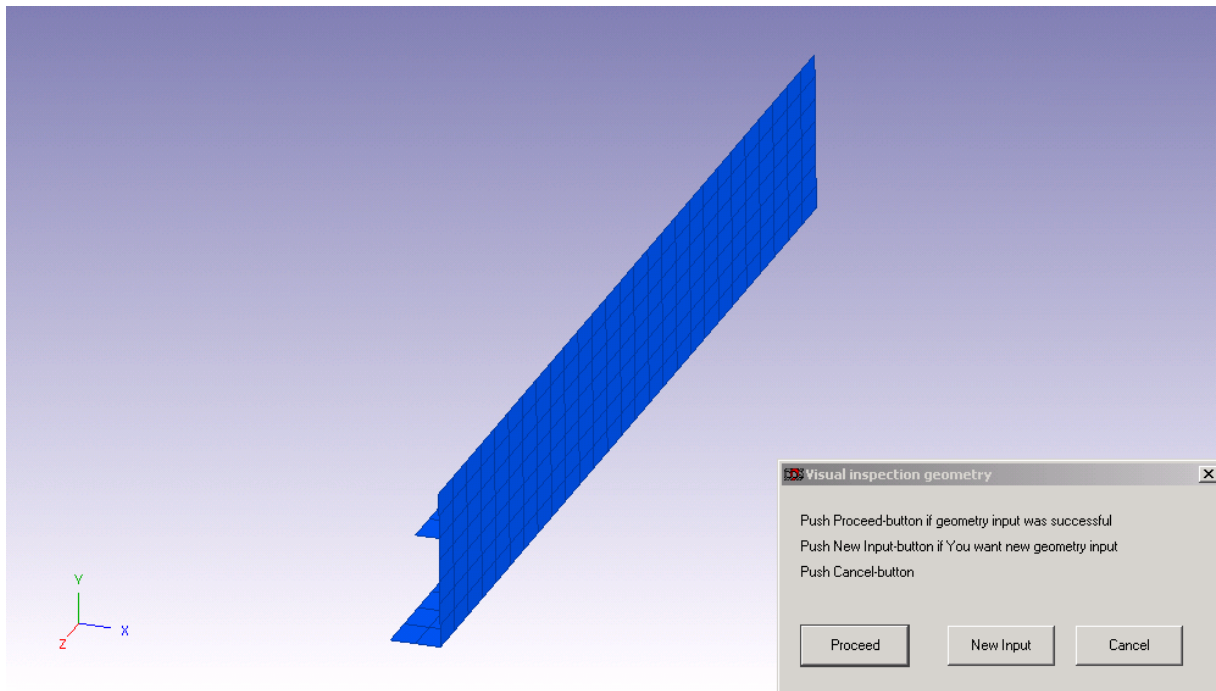 Visual inspection geometry
Push Proceed-button if geometry input was successful
Push New Input-button if You want new geometry input
Push Cancel-button
Proceed New Input Cancel
Y
X
Z